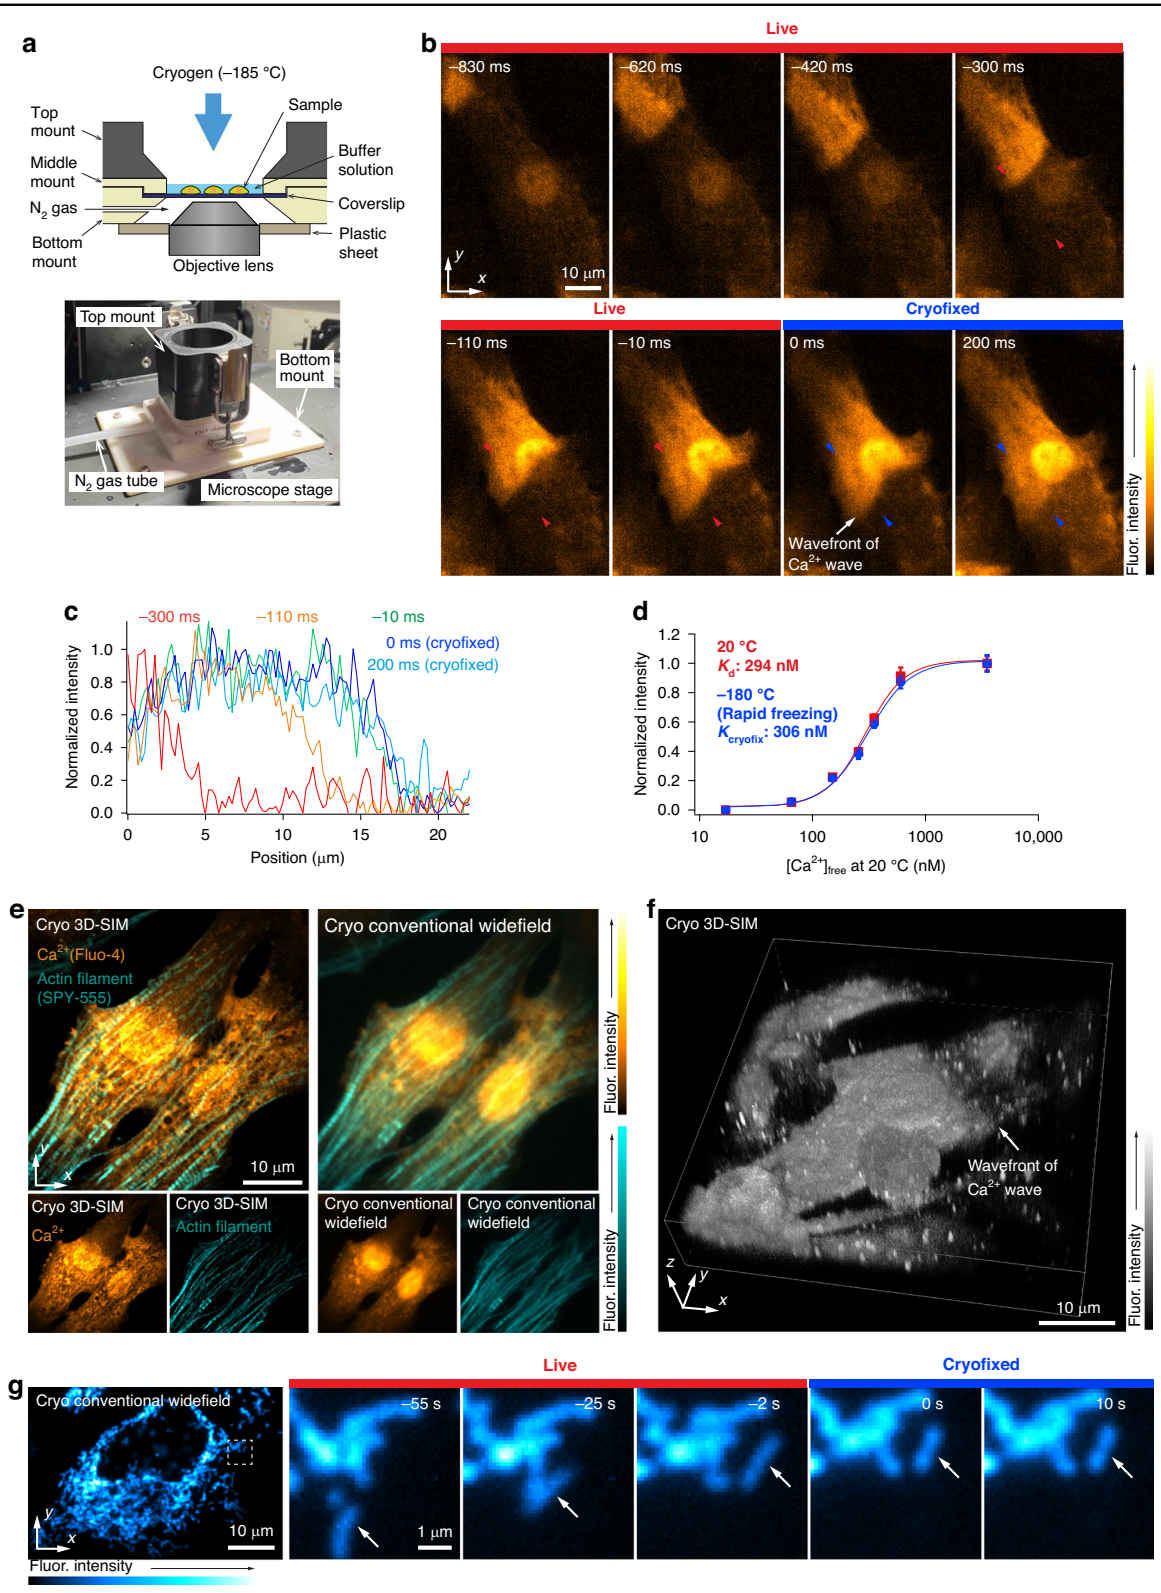 a
Cryogen (–185 °C)
Top
mount
Sample
Middle
mount
Buffer
solution
N2 gas
Coverslip
Bottom
mount
Plastic
sheet
Objective lens
Top mount
Bottom
mount
N2 gas tube
Microscope stage
b
Live
–830 ms
–620 ms
–420 ms
–300 ms
y
x
10 μm
Live
Cryofixed
–110 ms
–10 ms
0 ms
200 ms
Wavefront of
Ca2+ wave
Fluor. intensity
c
–300 ms
–110 ms
–10 ms
0 ms (cryofixed)
200 ms (cryofixed)
Normalized intensity
1.0
0.8
0.6
0.4
0.2
0.0
0
5
10
15
20
Position (μm)
d
20 °C
Kd: 294 nM
–180 °C
(Rapid freezing)
Kcryofix: 306 nM
Normalized intensity
1.2
1.0
0.8
0.6
0.4
0.2
0.0
10
100
1000
10,000
[Ca2+]free at 20 °C (nM)
e
Cryo 3D-SIM
Ca2+(Fluo-4)
Actin filament
(SPY-555)
y
x
10 μm
Cryo conventional widefield
Fluor. intensity
Cryo 3D-SIM
Ca2+
Cryo 3D-SIM
Actin filament
Cryo conventional
widefield
Cryo conventional
widefield
Fluor. intensity
f
Cryo 3D-SIM
Wavefront of
Ca2+ wave
z
y
x
10 μm
Fluor. intensity
g
Cryo conventional widefield
y
x
10 μm
Fluor. intensity
Live
Cryofixed
–55 s
–25 s
–2 s
0 s
10 s
1 μm